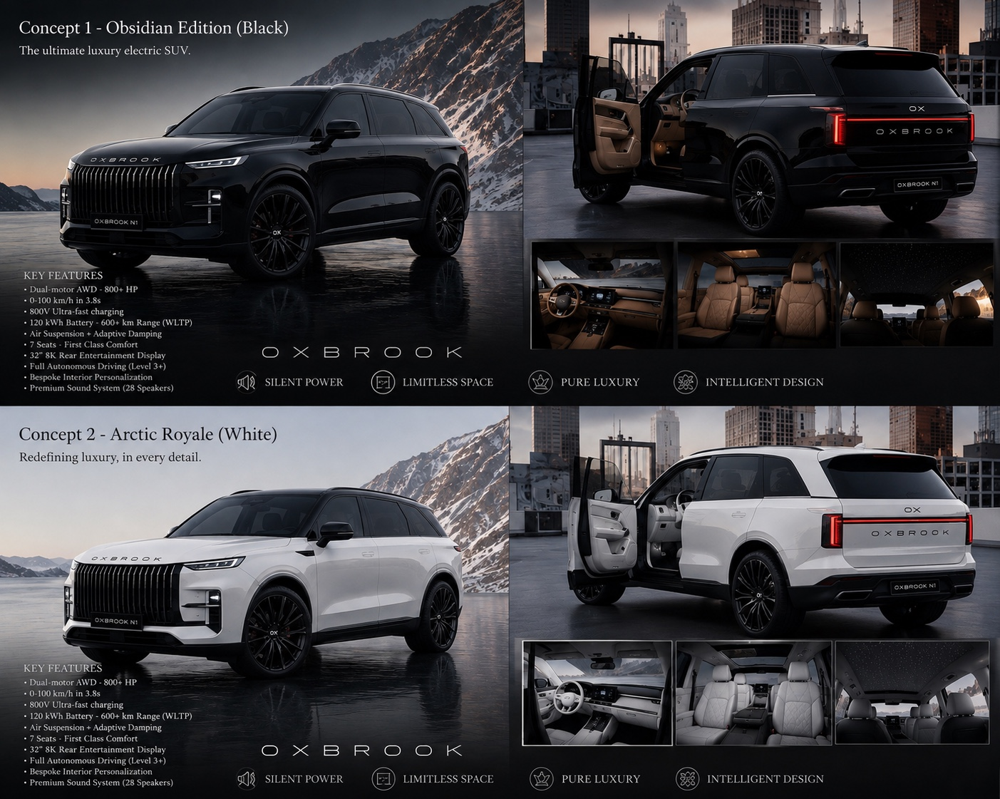 Concept 1 - Obsidian Edition (Black)
The ultimate luxury electric SUV.
OXBROOK
OXBROOK N1
OX
OX
OXBROOK
OXBROOK N1
KEY FEATURES
• Dual-motor AWD - 800+ HP
• 0-100 km/h in 3.8s
• 800V Ultra-fast charging
• 120 kWh Battery - 600+ km Range (WLTP)
• Air Suspension + Adaptive Damping
• 7 Seats - First Class Comfort
• 32" 8K Rear Entertainment Display
• Full Autonomous Driving (Level 3+)
• Bespoke Interior Personalization
• Premium Sound System (28 Speakers)
OXBROOK
SILENT POWER
LIMITLESS SPACE
PURE LUXURY
INTELLIGENT DESIGN
Concept 2 - Arctic Royale (White)
Redefining luxury, in every detail.
OXBROOK
OXBROOK N1
OX
OX
OXBROOK
OXBROOK N1
KEY FEATURES
• Dual-motor AWD - 800+ HP
• 0-100 km/h in 3.8s
• 800V Ultra-fast charging
• 120 kWh Battery - 600+ km Range (WLTP)
• Air Suspension + Adaptive Damping
• 7 Seats - First Class Comfort
• 32" 8K Rear Entertainment Display
• Full Autonomous Driving (Level 3+)
• Bespoke Interior Personalization
• Premium Sound System (28 Speakers)
OXBROOK
SILENT POWER
LIMITLESS SPACE
PURE LUXURY
INTELLIGENT DESIGN